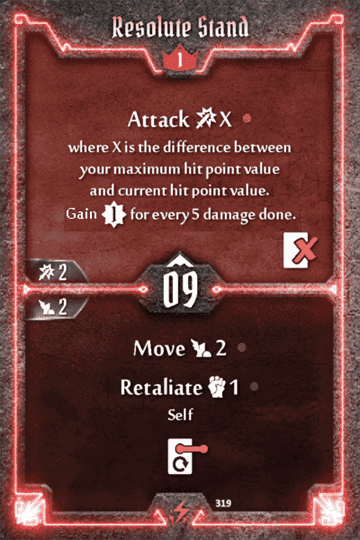 Resolute Stand
1
Attack X
where X is the difference between
your maximum hit point value
and current hit point value.
Gain 1 for every 5 damage done.
2
09
2
Move 2
Retaliate 1
Self
319